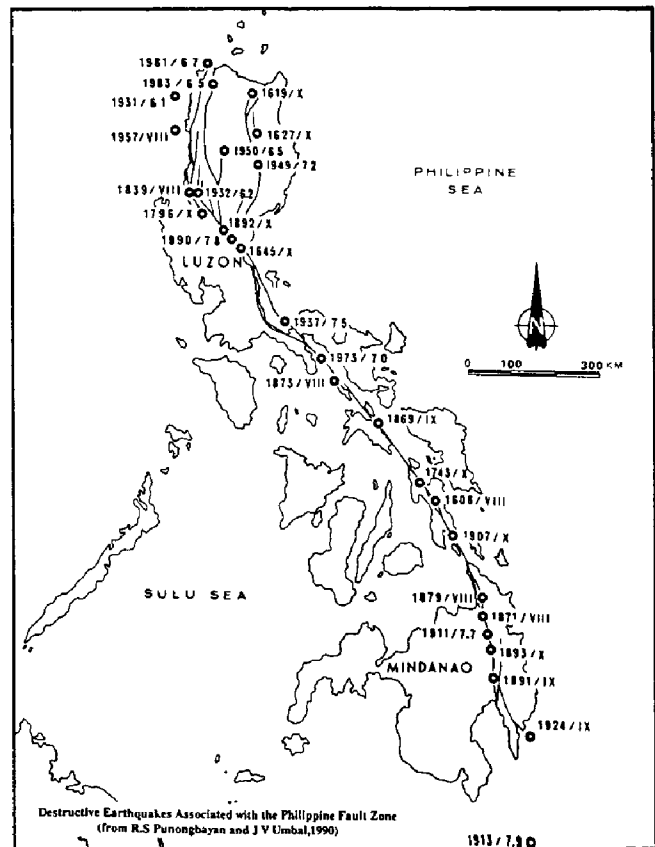 1981/6.7
1983/6.5
1931/6.1
1619/X
1957/VIII
1627/X
1950/6.5
1949/7.2
PHILIPPINE
SEA
1839/VIII
1932/6.2
1796/X
1892/X
1990/7.8
1645/X
LUZON
N
1937/7.5
0 100 300 KM
1973/7.0
1873/VIII
1869/IX
1743/X
1608/VIII
1907/X
SULU SEA
1879/VIII
1871/VIII
1911/7.7
1893/X
MINDANAO
1891/IX
1924/IX
Destructive Earthquakes Associated with the Philippine Fault Zone
(from R.S Punongbayan and J V Umbal,1990)
1913/7.9